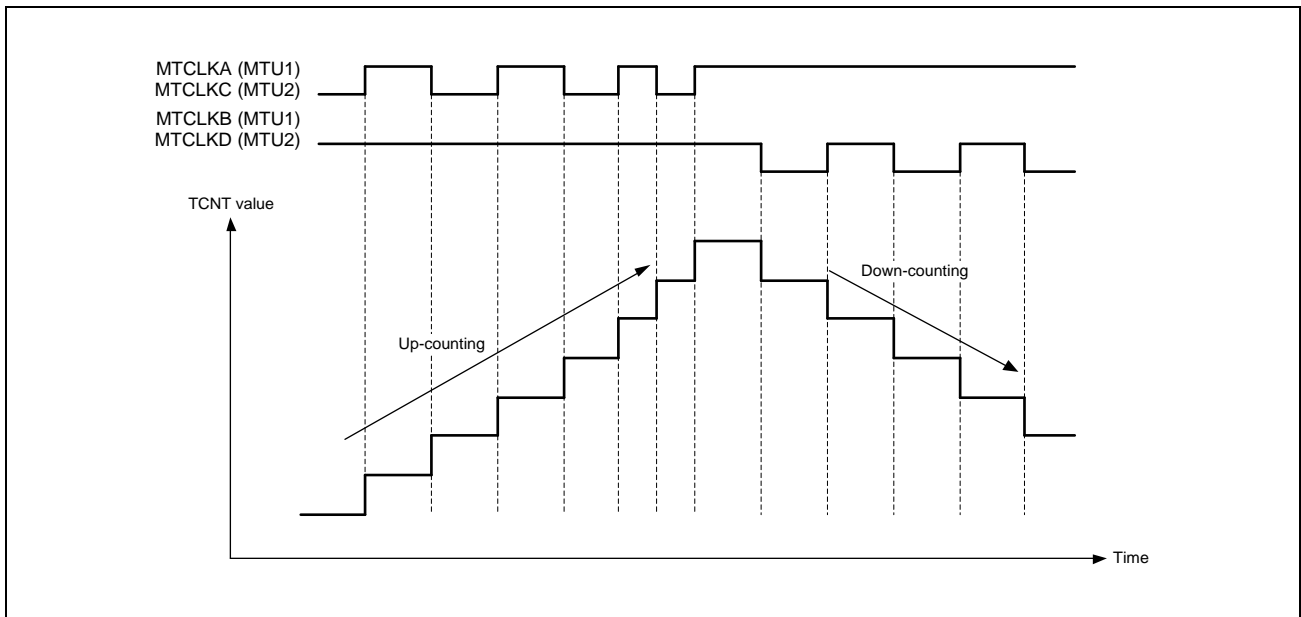 MTCLKA (MTU1)
MTCLKC (MTU2)
MTCLKB (MTU1)
MTCLKD (MTU2)
TCNT value
Down-counting
Up-counting
Time